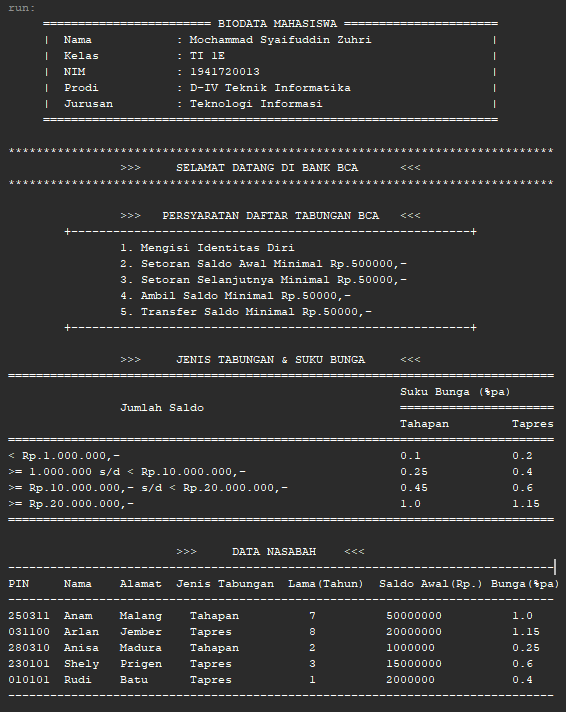 run:
======================== BIODATA MAHASISWA ======================
| Nama : Mochammad Syaifuddin Zuhri |
| Kelas : TI 1E |
| NIM : 1941720013 |
| Prodi : D-IV Teknik Informatika |
| Jurusan : Teknologi Informasi |
=================================================================
******************************************************************************
>>> SELAMAT DATANG DI BANK BCA <<<
******************************************************************************
>>> PERSYARATAN DAFTAR TABUNGAN BCA <<<
+---------------------------------------------------------+
1. Mengisi Identitas Diri
2. Setoran Saldo Awal Minimal Rp.500000,-
3. Setoran Selanjutnya Minimal Rp.50000,-
4. Ambil Saldo Minimal Rp.50000,-
5. Transfer Saldo Minimal Rp.50000,-
+---------------------------------------------------------+
>>> JENIS TABUNGAN & SUKU BUNGA <<<
==============================================================================
Suku Bunga (%pa)
Jumlah Saldo ======================
Tahapan Tapres
==============================================================================
< Rp.1.000.000,- 0.1 0.2
>= 1.000.000 s/d < Rp.10.000.000,- 0.25 0.4
>= Rp.10.000.000,- s/d < Rp.20.000.000,- 0.45 0.6
>= Rp.20.000.000,- 1.0 1.15
==============================================================================
>>> DATA NASABAH <<<
------------------------------------------------------------------------------
PIN Nama Alamat Jenis Tabungan Lama(Tahun) Saldo Awal(Rp.) Bunga(%pa)
------------------------------------------------------------------------------
250311 Anam Malang Tahapan 7 50000000 1.0
031100 Arlan Jember Tapres 8 20000000 1.15
280310 Anisa Madura Tahapan 2 1000000 0.25
230101 Shely Prigen Tapres 3 15000000 0.6
010101 Rudi Batu Tapres 1 2000000 0.4
------------------------------------------------------------------------------